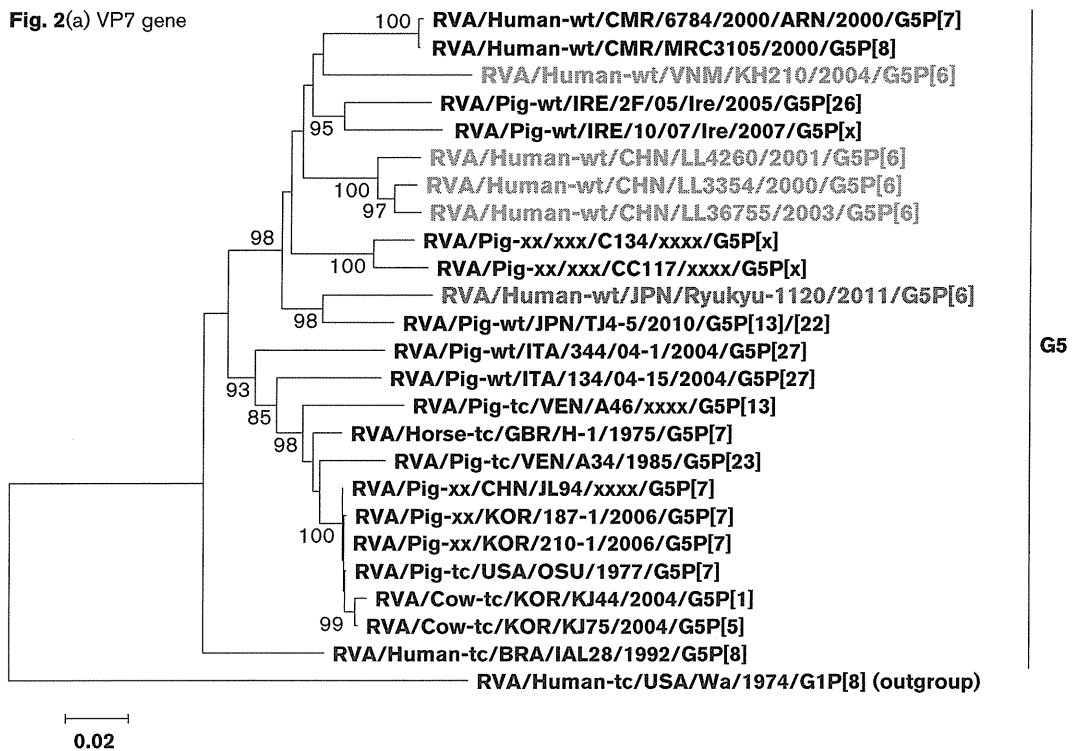 Fig. 2(a) VP7 gene
100
RVA/Human-wt/CMR/6784/2000/ARN/2000/G5P[7]
RVA/Human-wt/CMR/MRC3105/2000/G5P[8]
RVA/Human-wt/VNM/KH210/2004/G5P[6]
RVA/Pig-wt/IRE/2F/05/Ire/2005/G5P[26]
95
RVA/Pig-wt/IRE/10/07/Ire/2007/G5P[x]
RVA/Human-wt/CHN/LL4260/2001/G5P[6]
100
RVA/Human-wt/CHN/LL3354/2000/G5P[6]
97
RVA/Human-wt/CHN/LL36755/2003/G5P[6]
98
RVA/Pig-xx/xxx/C134/xxxx/G5P[x]
100
RVA/Pig-xx/xxx/CC117/xxxx/G5P[x]
RVA/Human-wt/JPN/Ryukyu-1120/2011/G5P[6]
98
RVA/Pig-wt/JPN/TJ4-5/2010/G5P[13]/[22]
G5
RVA/Pig-wt/ITA/344/04-1/2004/G5P[27]
93
RVA/Pig-wt/ITA/134/04-15/2004/G5P[27]
85
RVA/Pig-tc/VEN/A46/xxxx/G5P[13]
98
RVA/Horse-tc/GBR/H-1/1975/G5P[7]
RVA/Pig-tc/VEN/A34/1985/G5P[23]
RVA/Pig-xx/CHN/JL94/xxxx/G5P[7]
RVA/Pig-xx/KOR/187-1/2006/G5P[7]
100
RVA/Pig-xx/KOR/210-1/2006/G5P[7]
RVA/Pig-tc/USA/OSU/1977/G5P[7]
RVA/Cow-tc/KOR/KJ44/2004/G5P[1]
99
RVA/Cow-tc/KOR/KJ75/2004/G5P[5]
RVA/Human-tc/BRA/IAL28/1992/G5P[8]
RVA/Human-tc/USA/Wa/1974/G1P[8] (outgroup)
0.02